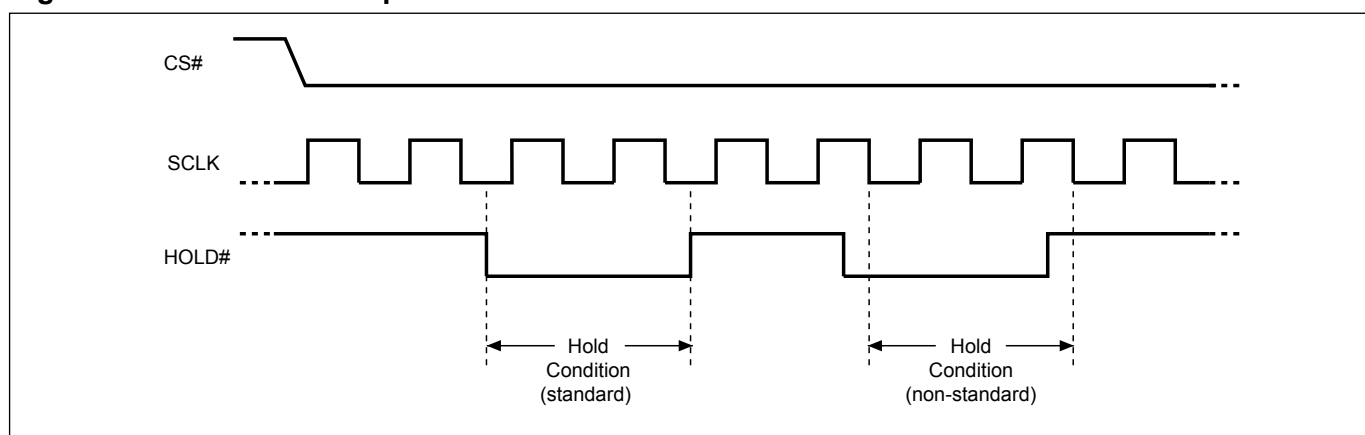 CS#
SCLK
HOLD#
Hold
Condition
(standard)
Hold
Condition
(non-standard)